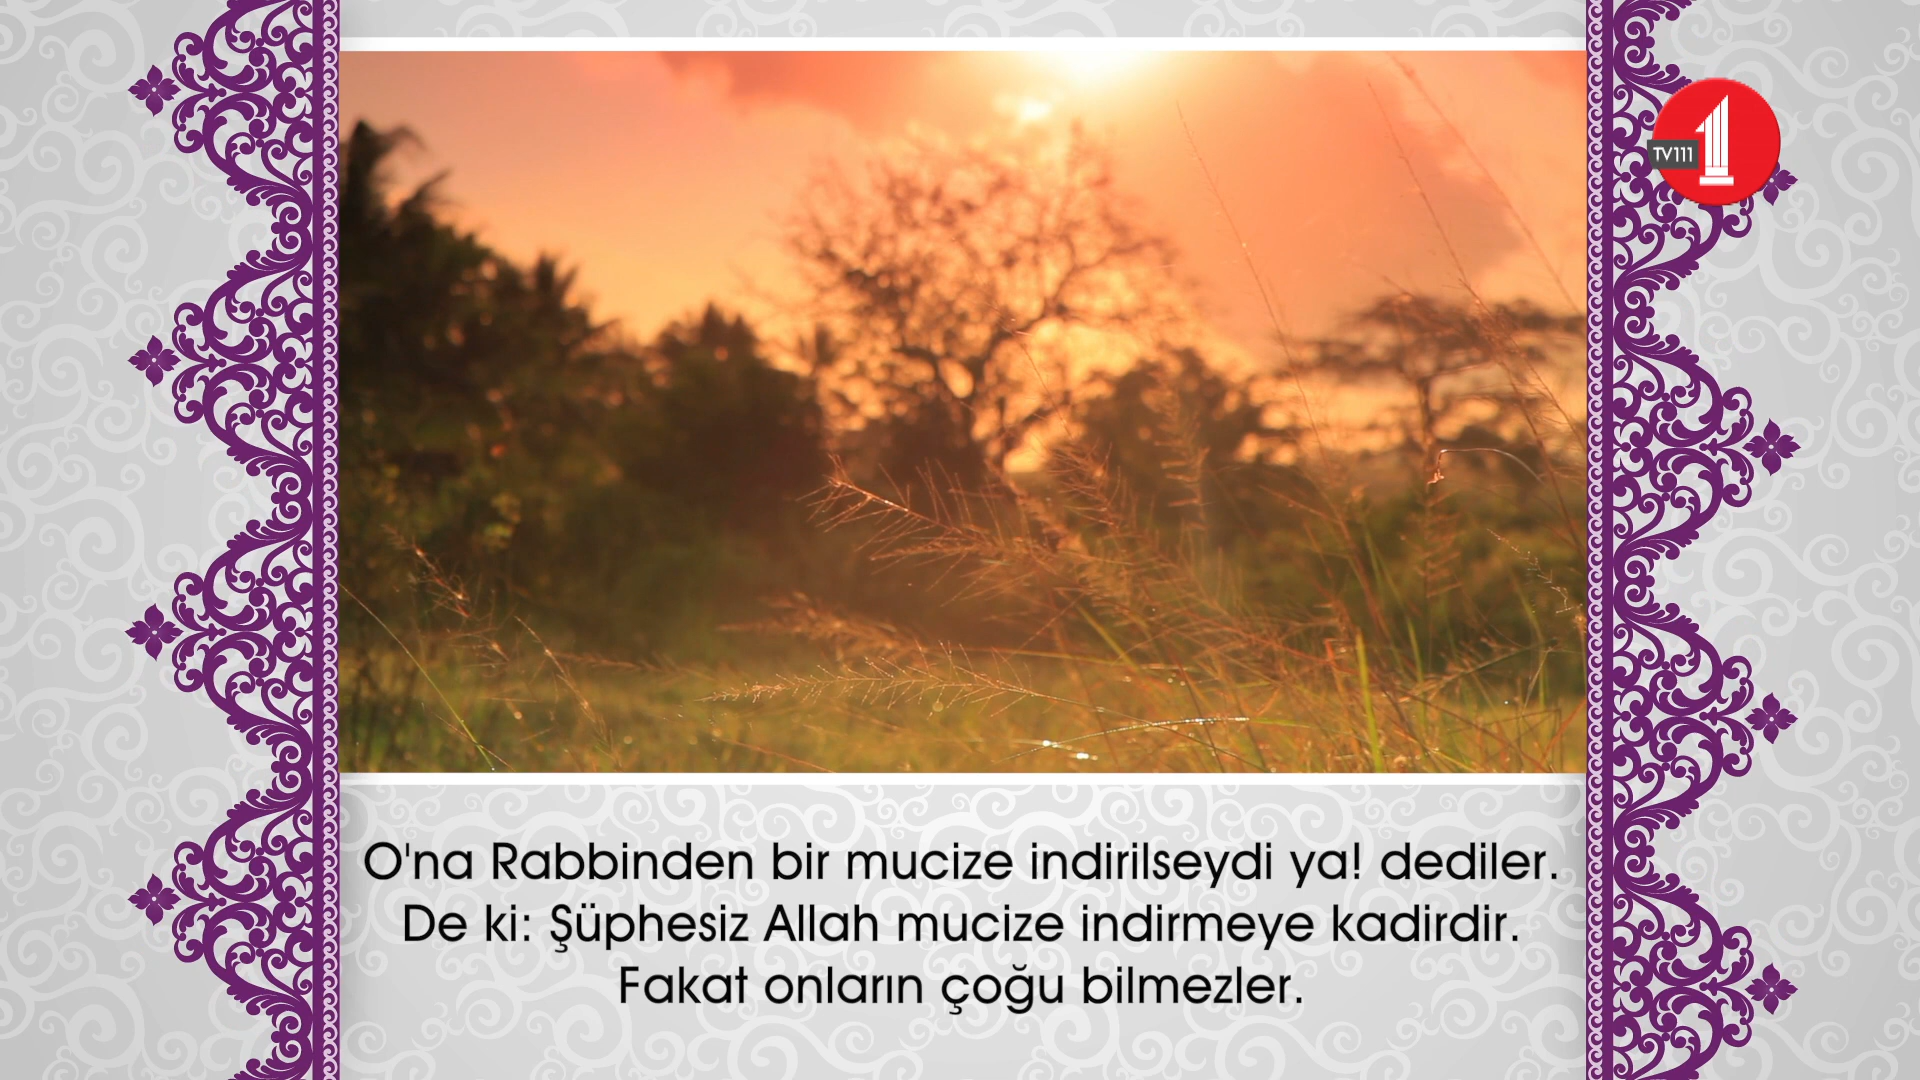 TV111
O'na Rabbinden bir mucize indirilseydi ya! dediler.
De ki: Şüphesiz Allah mucize indirmeye kadirdir.
Fakat onların çoğu bilmezler.